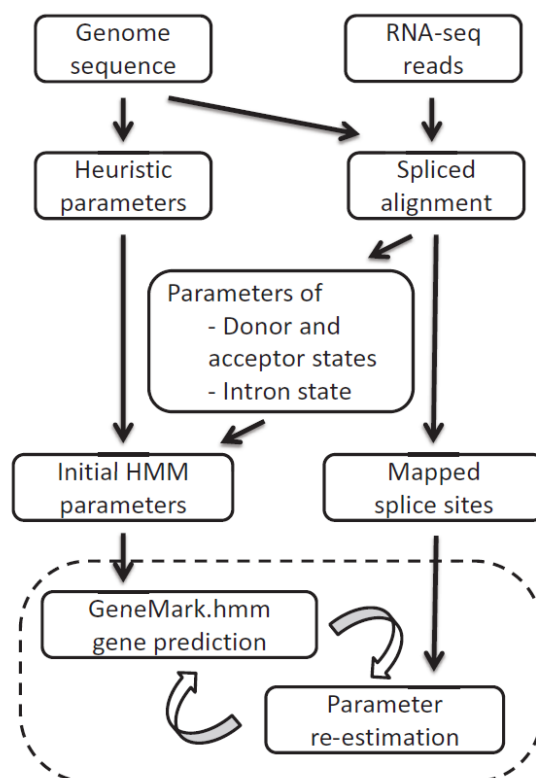 Genome
sequence
RNA-seq
reads
Heuristic
parameters
Spliced
alignment
Parameters of
- Donor and
acceptor states
- Intron state
Initial HMM
parameters
Mapped
splice sites
GeneMark.hmm
gene prediction
Parameter
re-estimation